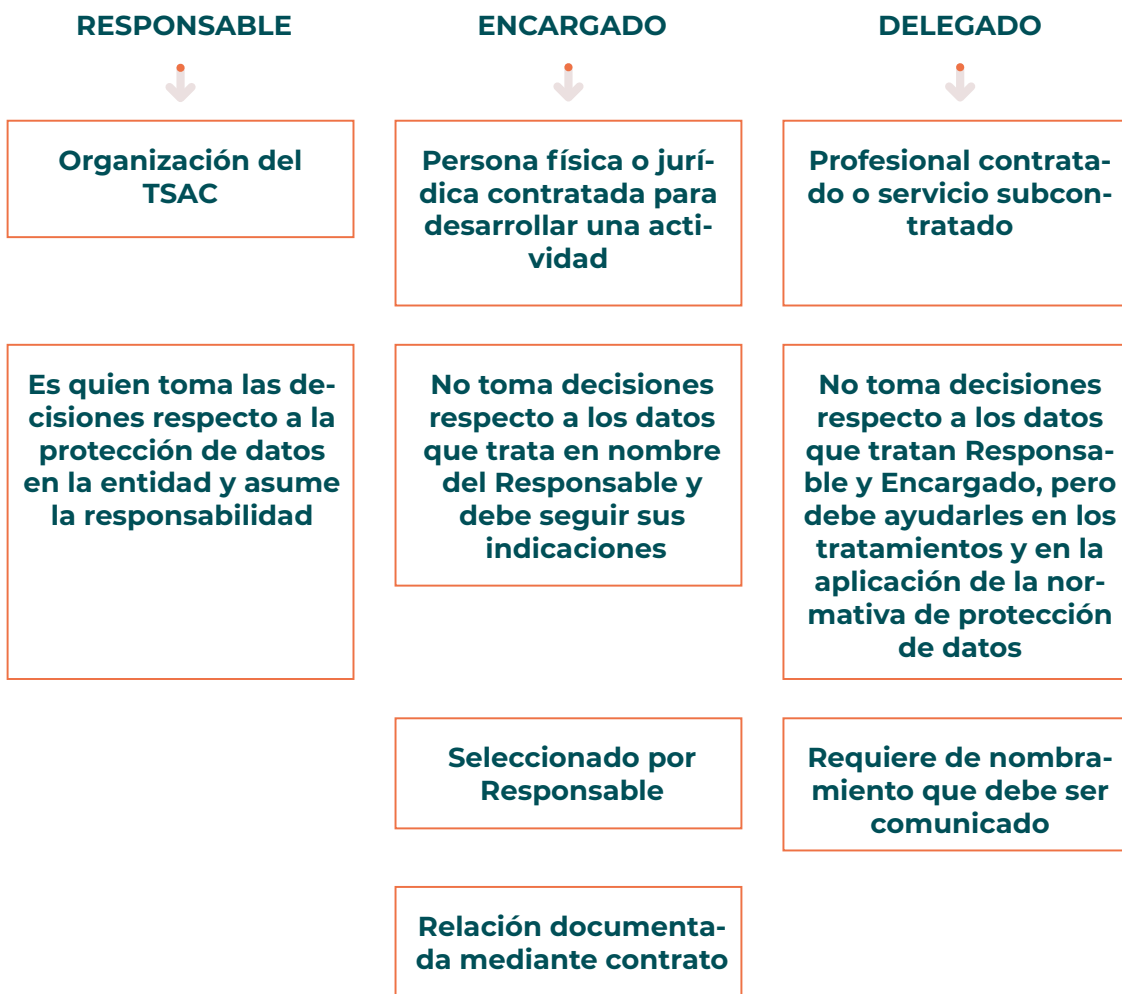 RESPONSABLE
Organización del
TSAC
Es quien toma las de-
cisiones respecto a la
protección de datos
en la entidad y asume
la responsabilidad
ENCARGADO
Persona física o jurí-
dica contratada para
desarrollar una acti-
vidad
No toma decisiones
respecto a los datos
que trata en nombre
del Responsable y
debe seguir sus
indicaciones
Seleccionado por
Responsable
Relación documenta-
da mediante contrato
DELEGADO
Profesional contrata-
do o servicio subcon-
tratado
No toma decisiones
respecto a los datos
que tratan Responsa-
ble y Encargado, pero
debe ayudarles en los
tratamientos y en la
aplicación de la nor-
mativa de protección
de datos
Requiere de nombra-
miento que debe ser
comunicado